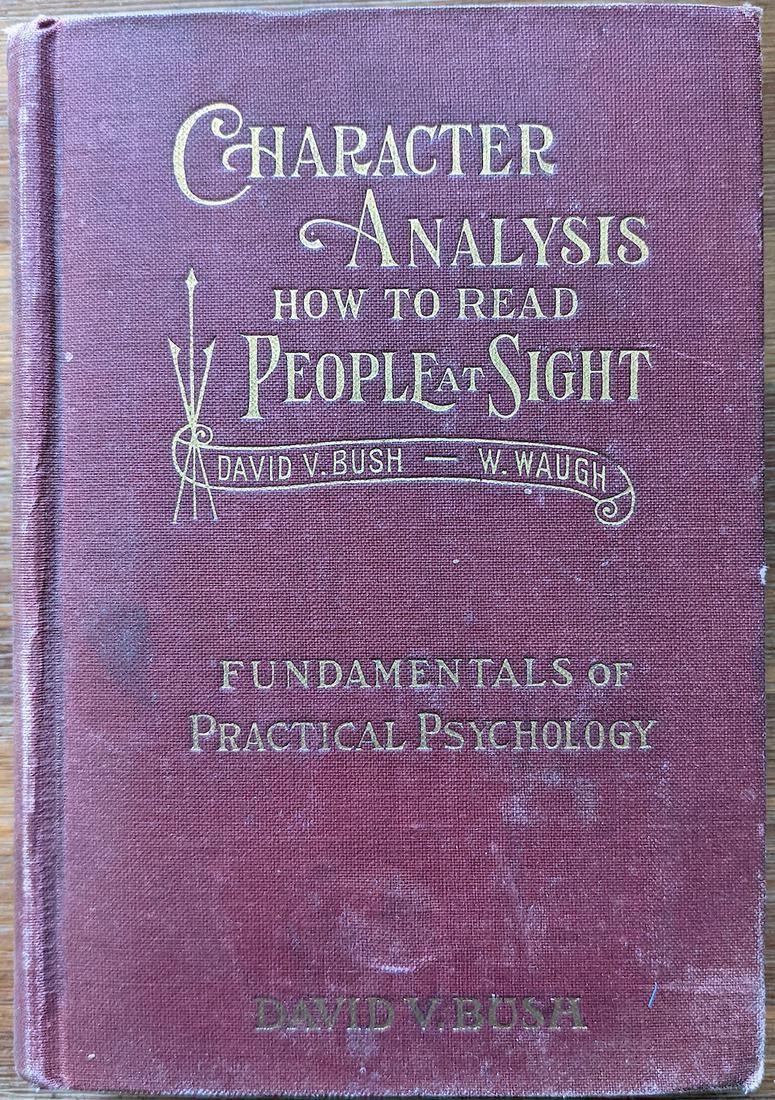 CHARACTER
ANALYSIS
HOW TO READ
PEOPLE AT SIGHT
DAVID V. BUSH — W. WAUGH
FUNDAMENTALS OF
PRACTICAL PSYCHOLOGY
DAVID V. BUSH